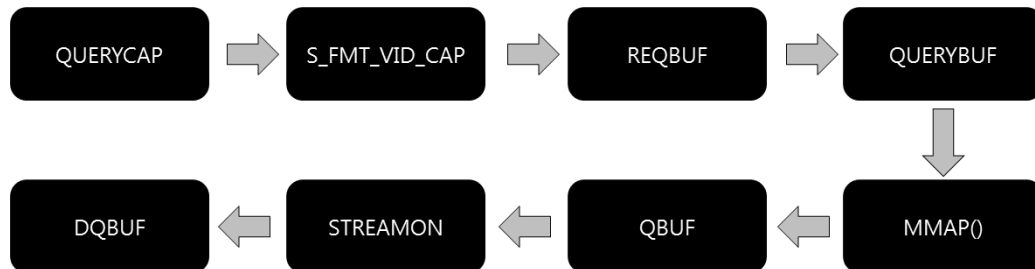 QUERYCAP
S_FMT_VID_CAP
REQBUF
QUERYBUF
MMAP()
QBUF
STREAMON
DQBUF